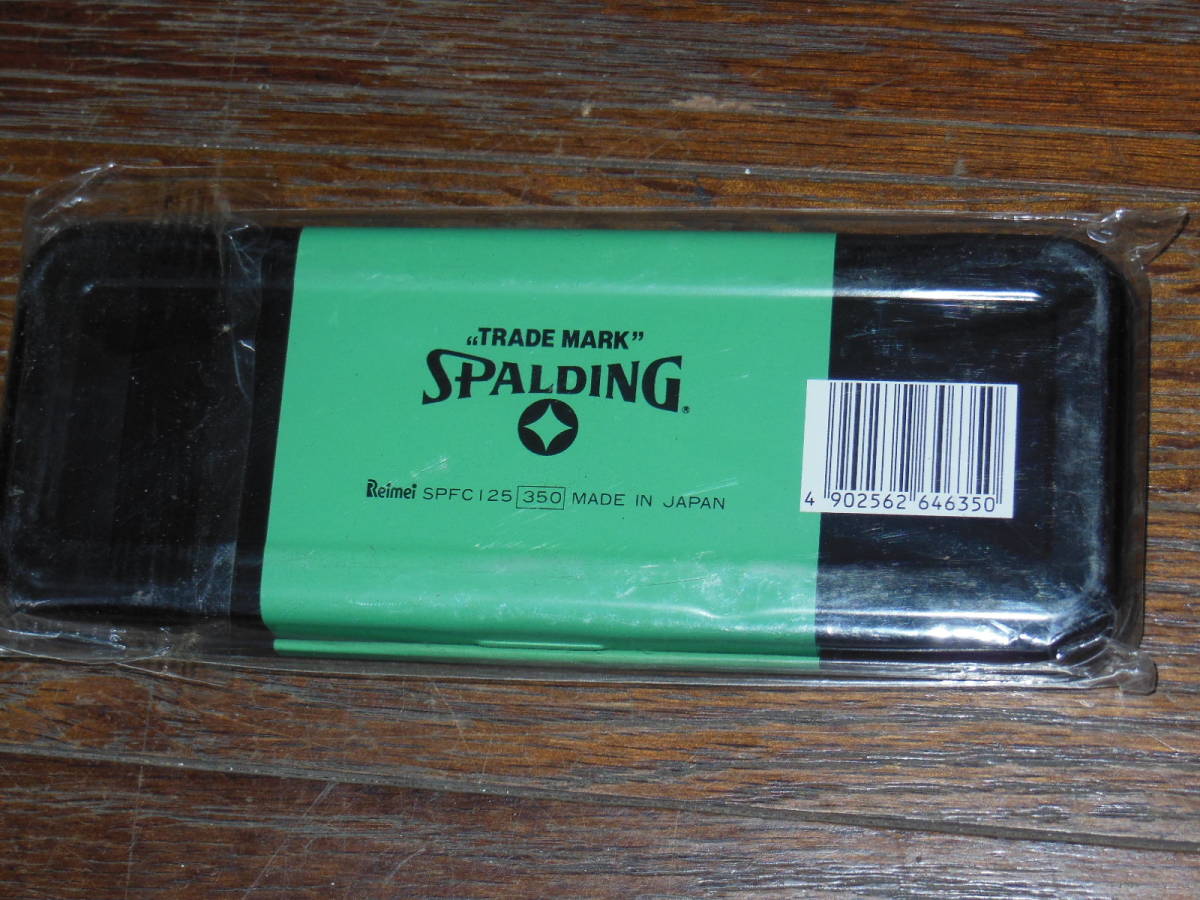 „TRADE MARK”
SPALDING®
Reimei SPFC125 350 MADE IN JAPAN
4 902562 646350